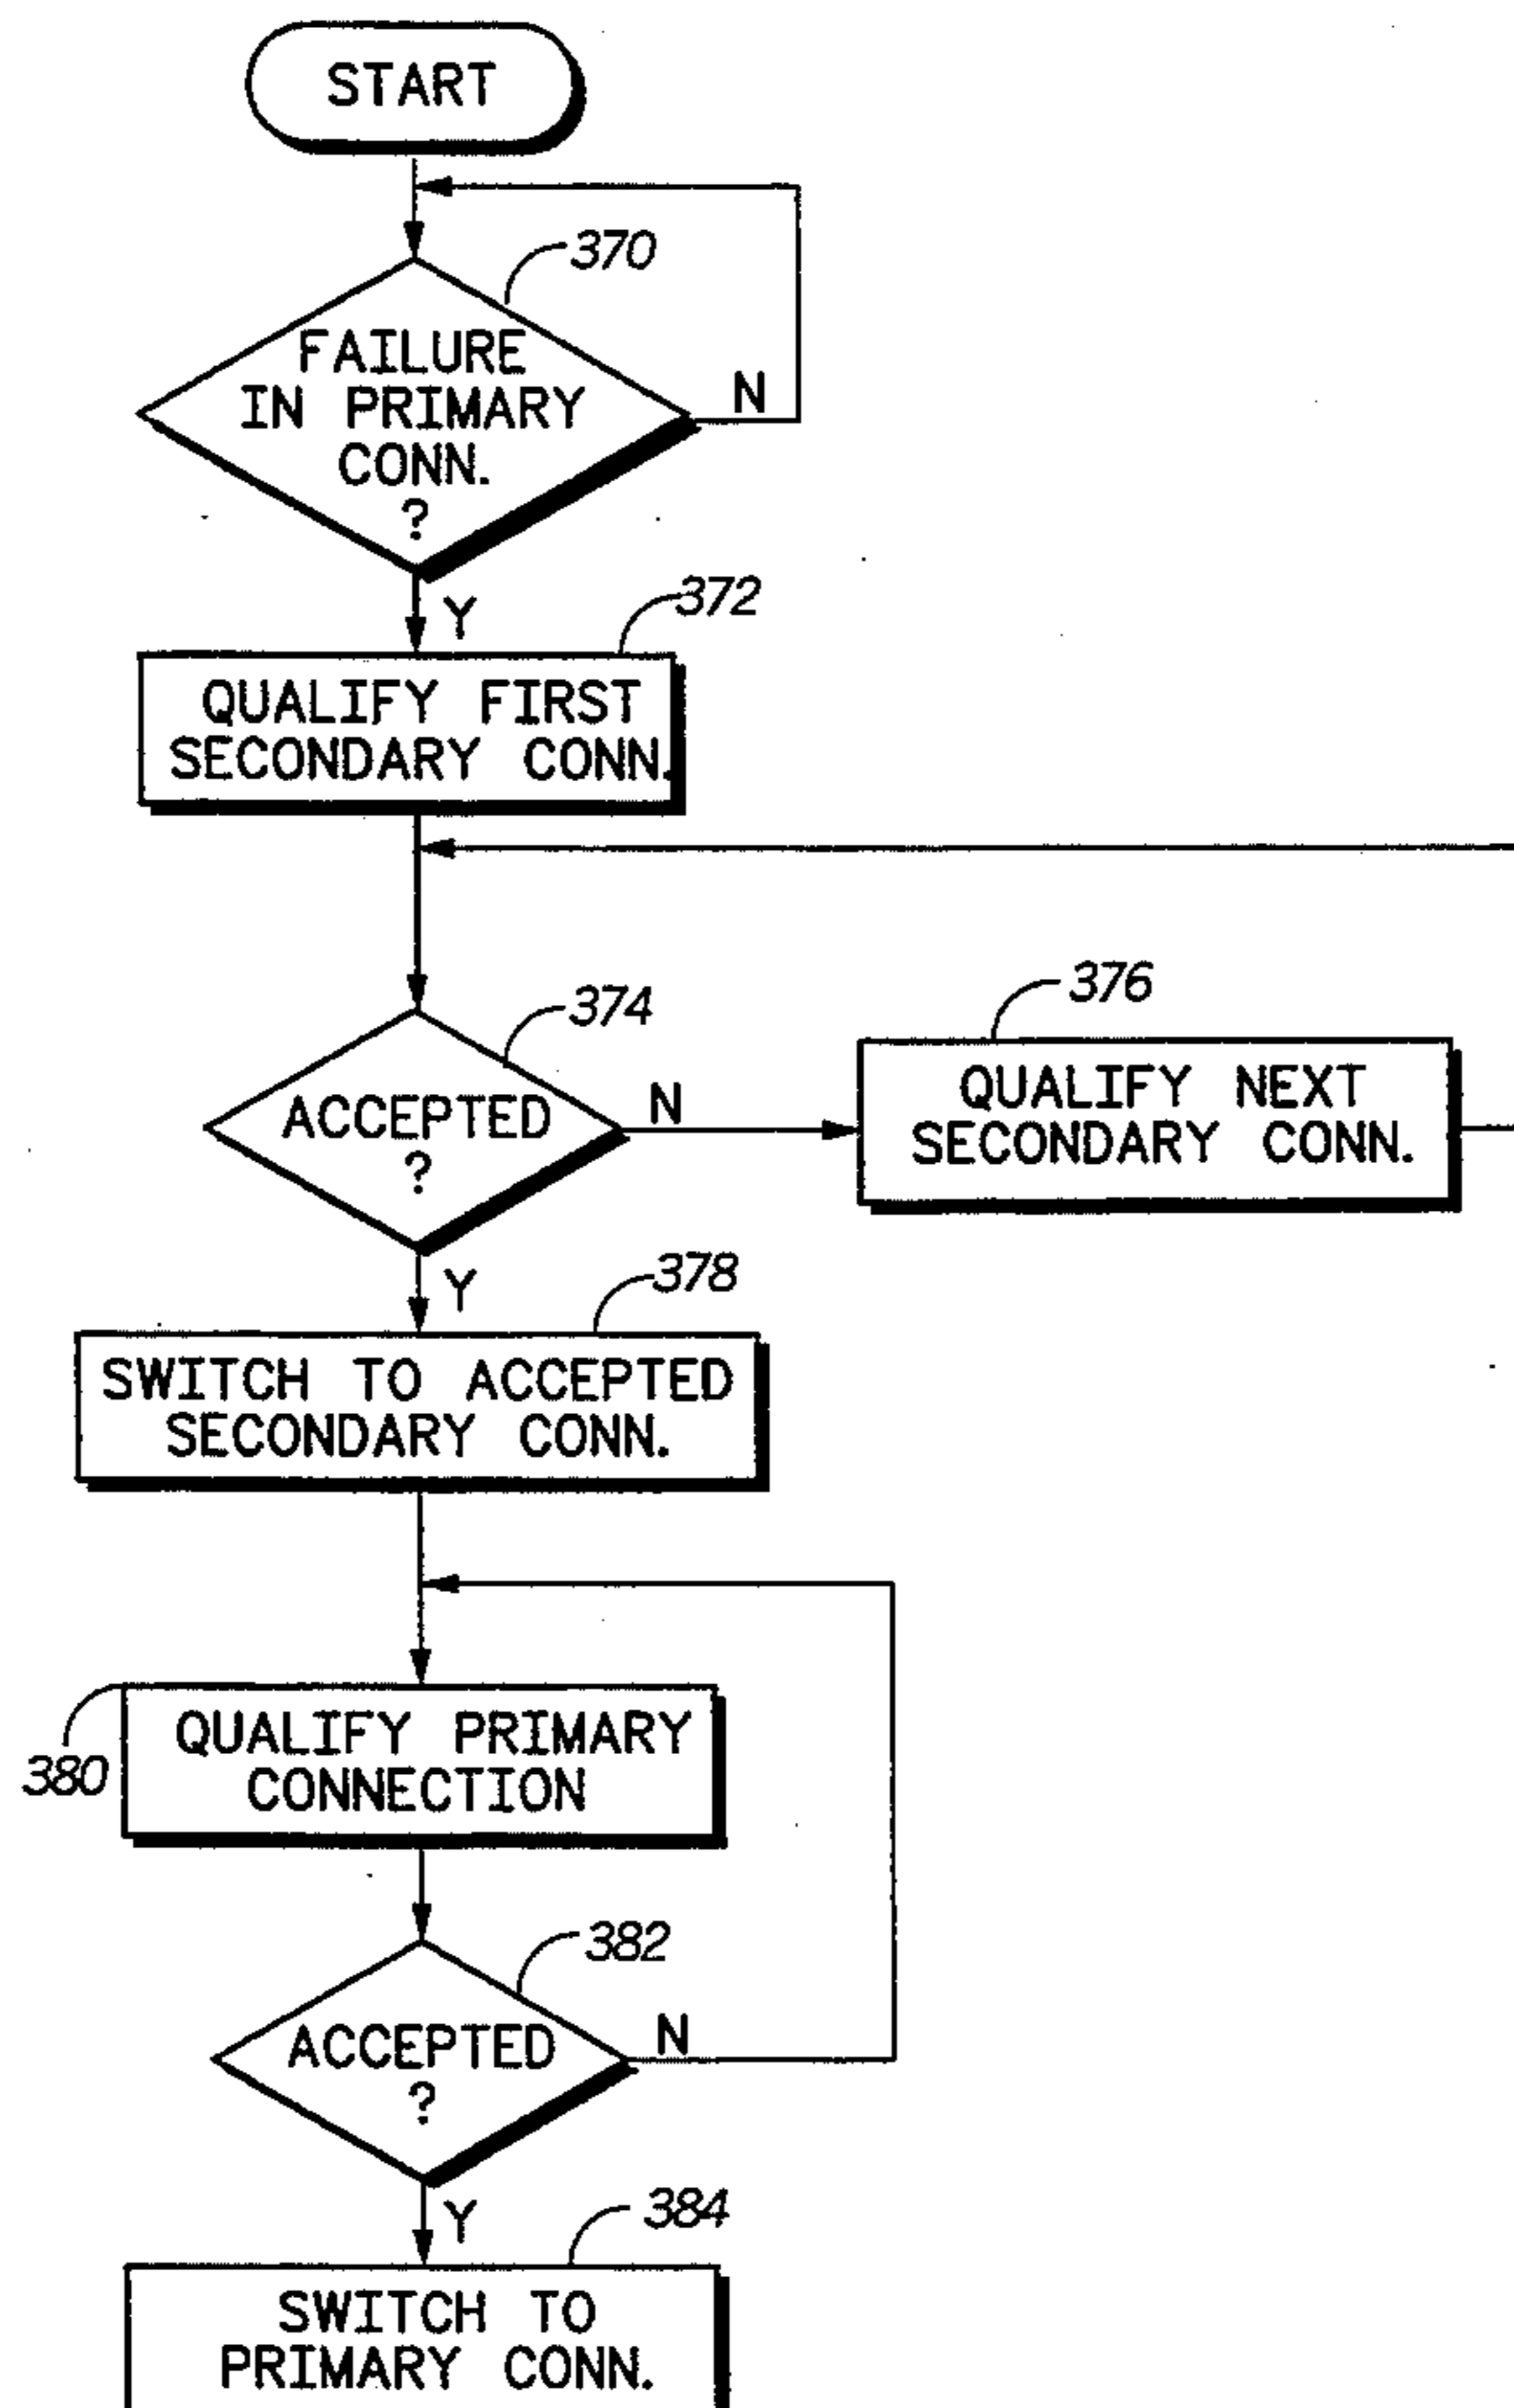 START
370
FAILURE
IN PRIMARY
CONN.
?
N
Y
372
QUALIFY FIRST
SECONDARY CONN.
374
ACCEPTED
?
N
376
QUALIFY NEXT
SECONDARY CONN.
Y
378
SWITCH TO ACCEPTED
SECONDARY CONN.
380
QUALIFY PRIMARY
CONNECTION
382
ACCEPTED
?
N
Y
384
SWITCH TO
PRIMARY CONN.